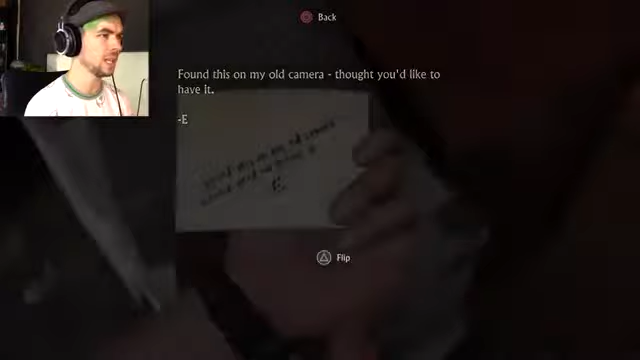 Back
Found this on my old camera - thought you'd like to
have it.
-E
Flip